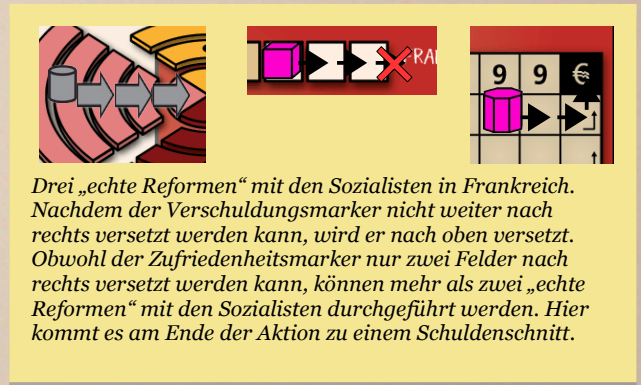 FRA
9 9 €
Drei „echte Reformen“ mit den Sozialisten in Frankreich.
Nachdem der Verschuldungsmarker nicht weiter nach
rechts versetzt werden kann, wird er nach oben versetzt.
Obwohl der Zufriedenheitsmarker nur zwei Felder nach
rechts versetzt werden kann, können mehr als zwei „echte
Reformen“ mit den Sozialisten durchgeführt werden. Hier
kommt es am Ende der Aktion zu einem Schuldenschnitt.